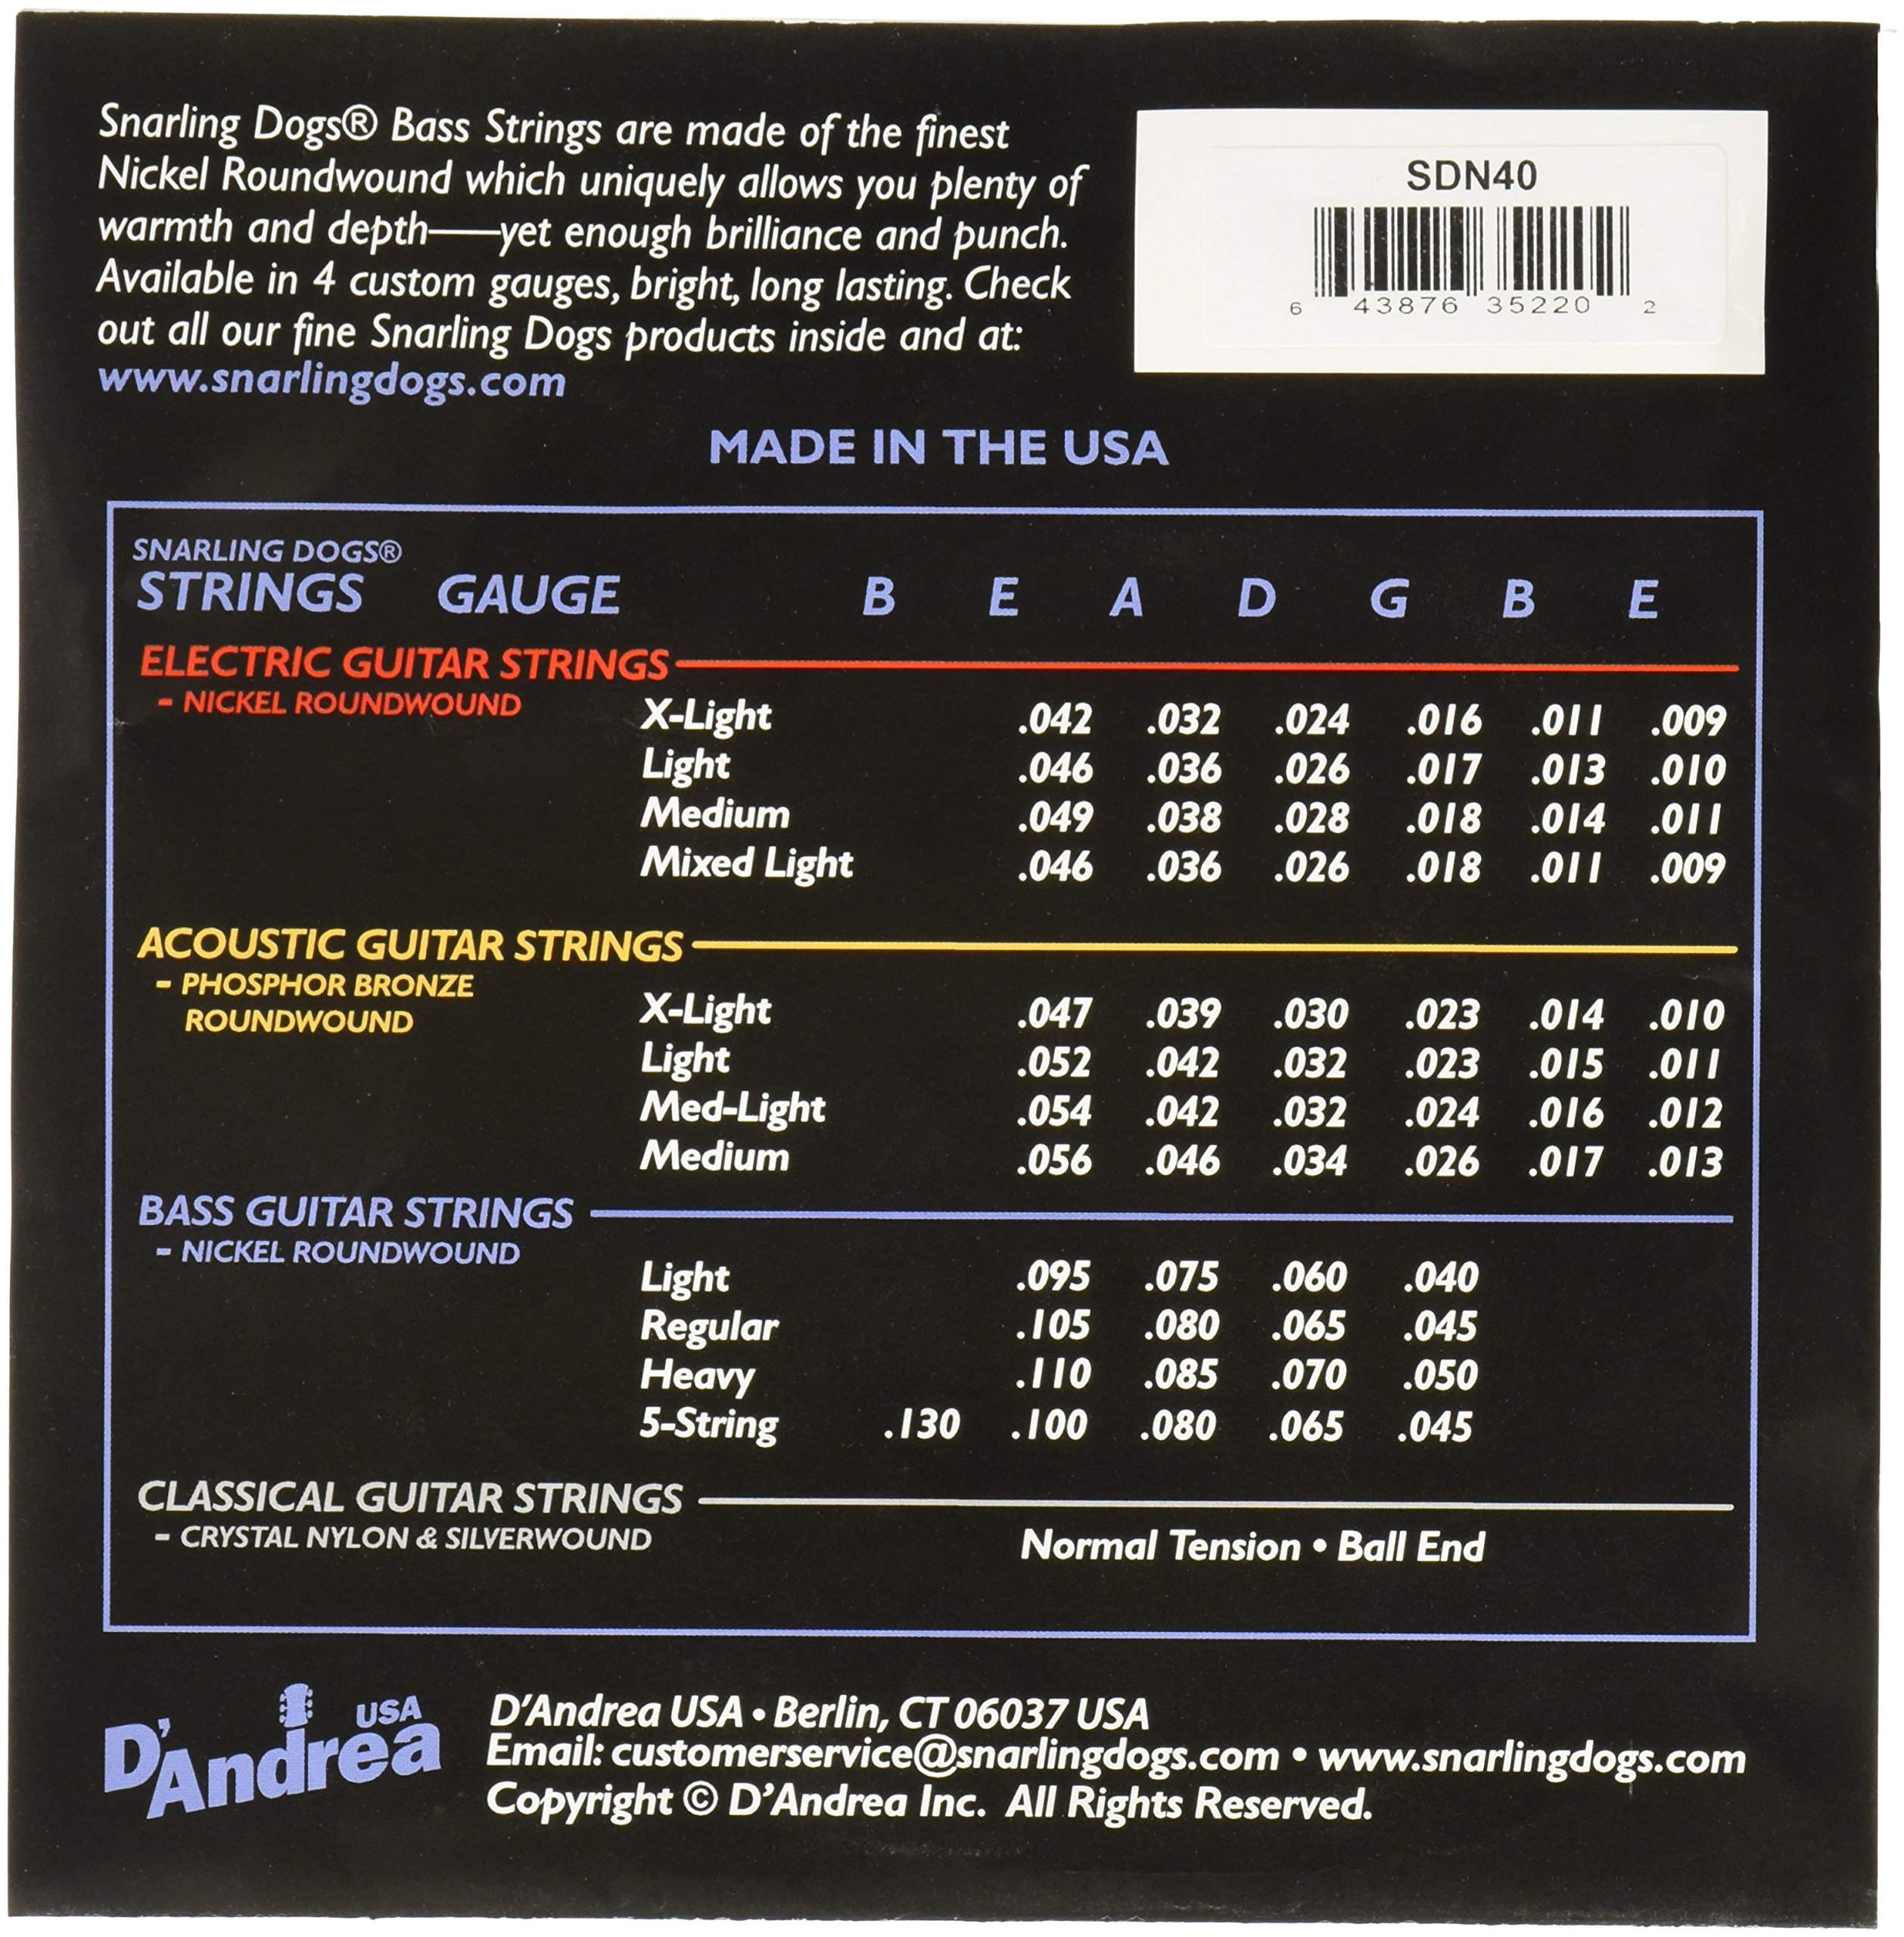 Snarling Dogs® Bass Strings are made of the finest
Nickel Roundwound which uniquely allows you plenty of
warmth and depth—yet enough brilliance and punch.
Available in 4 custom gauges, bright, long lasting. Check
out all our fine Snarling Dogs products inside and at:
www.snarlingdogs.com
SDN40
6 43876 35220 2
MADE IN THE USA
SNARLING DOGS®
STRINGS GAUGE B E A D G B E
ELECTRIC GUITAR STRINGS
- NICKEL ROUNDWOUND
X-Light .042 .032 .024 .016 .011 .009
Light .046 .036 .026 .017 .013 .010
Medium .049 .038 .028 .018 .014 .011
Mixed Light .046 .036 .026 .018 .011 .009
ACOUSTIC GUITAR STRINGS
- PHOSPHOR BRONZE
ROUNDWOUND
X-Light .047 .039 .030 .023 .014 .010
Light .052 .042 .032 .023 .015 .011
Med-Light .054 .042 .032 .024 .016 .012
Medium .056 .046 .034 .026 .017 .013
BASS GUITAR STRINGS
- NICKEL ROUNDWOUND
Light .095 .075 .060 .040
Regular .105 .080 .065 .045
Heavy .110 .085 .070 .050
5-String .130 .100 .080 .065 .045
CLASSICAL GUITAR STRINGS
- CRYSTAL NYLON & SILVERWOUND
Normal Tension • Ball End
D'Andrea USA
D'Andrea USA • Berlin, CT 06037 USA
Email: customerservice@snarlingdogs.com • www.snarlingdogs.com
Copyright © D'Andrea Inc. All Rights Reserved.